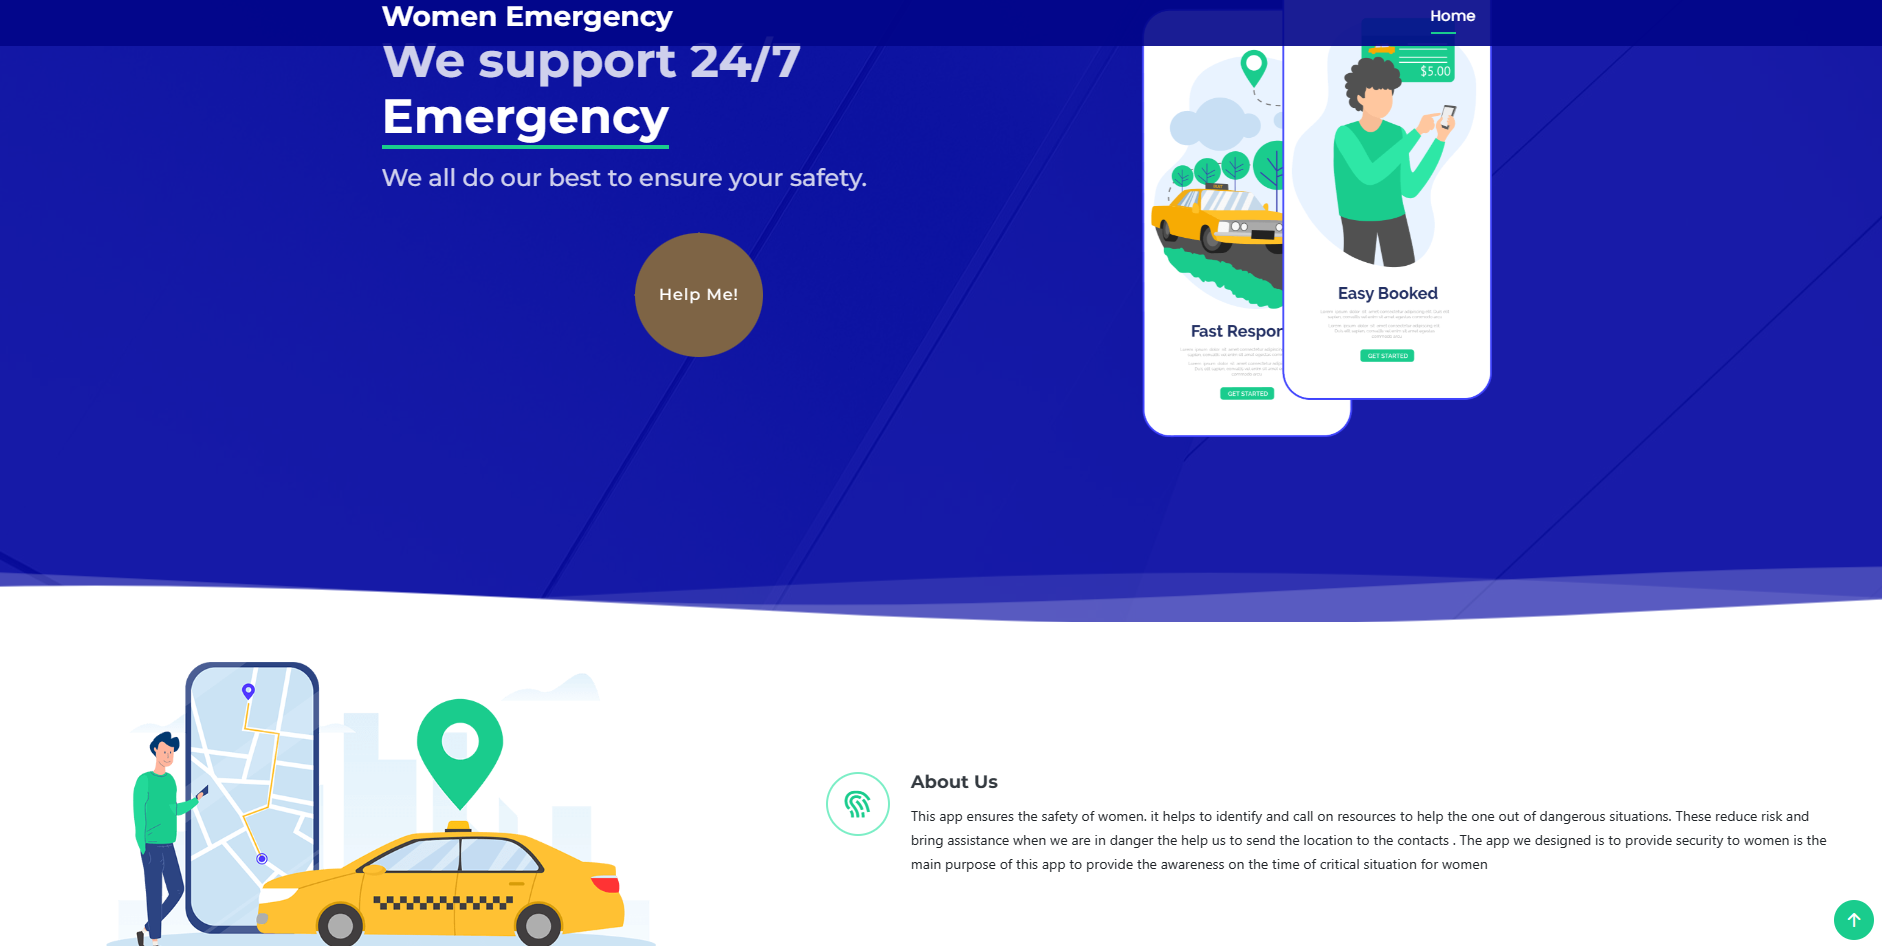 Women Emergency
Home
We support 24/7
Emergency
We all do our best to ensure your safety.
Help Me!
$5.00
Easy Booked
GET STARTED
Fast Respon
GET STARTED
About Us
This app ensures the safety of women. it helps to identify and call on resources to help the one out of dangerous situations. These reduce risk and
bring assistance when we are in danger the help us to send the location to the contacts . The app we designed is to provide security to women is the
main purpose of this app to provide the awareness on the time of critical situation for women